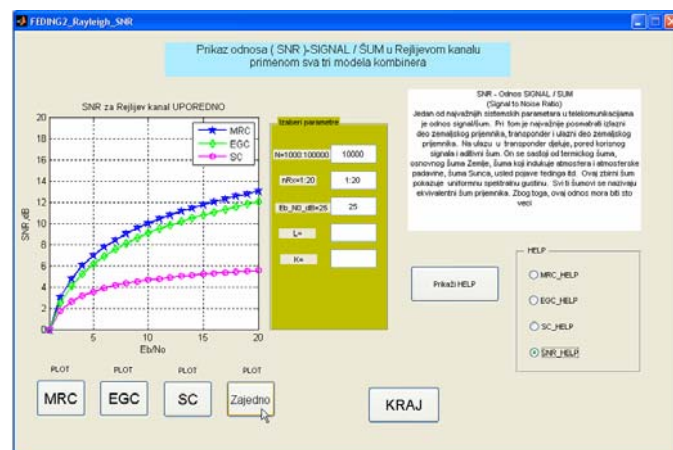 FEDING2_Rayleigh_SNR
Prikaz odnosa ( SNR )-SIGNAL / ŠUM u Rejlijevom kanalu
primenom sva tri modela kombinera
SNR za Rejlijev kanal UPOREDNO
20
18
16
14
12
10
8
6
4
2
0
SNR,dB
MRC
EGC
SC
5
10
15
20
Eb/No
Izaberi parametre
N=1000:100000
10000
nRx=1:20
1:20
Eb_N0_dB=25
25
L=
K=
SNR - Odnos SIGNAL / SUM
(Signal to Noise Ratio)
Jedan od najvažnijih sistemskih parametara u telekomunikacijama
je odnos signal/šum. Pri tom je najvažnije posmatrati izlazni
deo zemaljskog prijemnika, transponder i ulazni deo zemaljskog
prijemnika. Na ulazu u transponder djeluje, pored korisnog
signala i aditivni šum. On se sastoji od termickog šuma,
osnovnog šuma Zemlje, šuma koji indukuje atmosfera i atmosferske
padavine, šuma Sunca, usled pojave fedinga itd. Ovaj zbirni šum
pokazuje uniformnu spektralnu gustinu. Svi ti šumovi se nazivaju
ekvivalentni šum prijemnika. Zbog toga, ovaj odnos mora biti sto
veci
Prikaži HELP
HELP
MRC_HELP
EGC_HELP
SC_HELP
SNR_HELP
PLOT
PLOT
PLOT
PLOT
MRC
EGC
SC
Zajedno
KRAJ